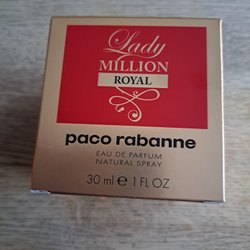 Lady
MILLION
ROYAL
paco rabanne
EAU DE PARFUM
NATURAL SPRAY
30 ml e 1 FL OZ